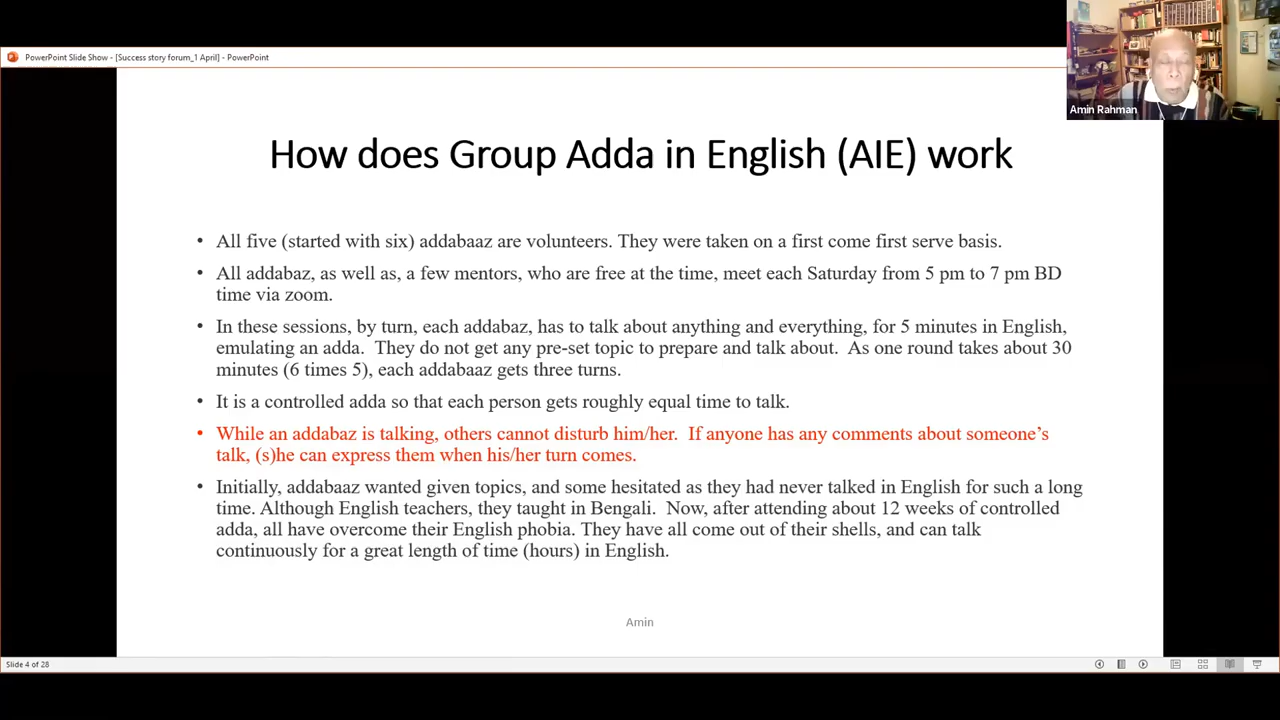 PowerPoint Slide Show - [Success story forum_1 April] - PowerPoint
Amin Rahman
How does Group Adda in English (AIE) work
• All five (started with six) addabaaz are volunteers. They were taken on a first come first serve basis.
• All addabaz, as well as, a few mentors, who are free at the time, meet each Saturday from 5 pm to 7 pm BD
time via zoom.
• In these sessions, by turn, each addabaz, has to talk about anything and everything, for 5 minutes in English,
emulating an adda. They do not get any pre-set topic to prepare and talk about. As one round takes about 30
minutes (6 times 5), each addabaaz gets three turns.
• It is a controlled adda so that each person gets roughly equal time to talk.
• While an addabaz is talking, others cannot disturb him/her. If anyone has any comments about someone's
talk, (s)he can express them when his/her turn comes.
• Initially, addabaaz wanted given topics, and some hesitated as they had never talked in English for such a long
time. Although English teachers, they taught in Bengali. Now, after attending about 12 weeks of controlled
adda, all have overcome their English phobia. They have all come out of their shells, and can talk
continuously for a great length of time (hours) in English.
Amin
Slide 4 of 28